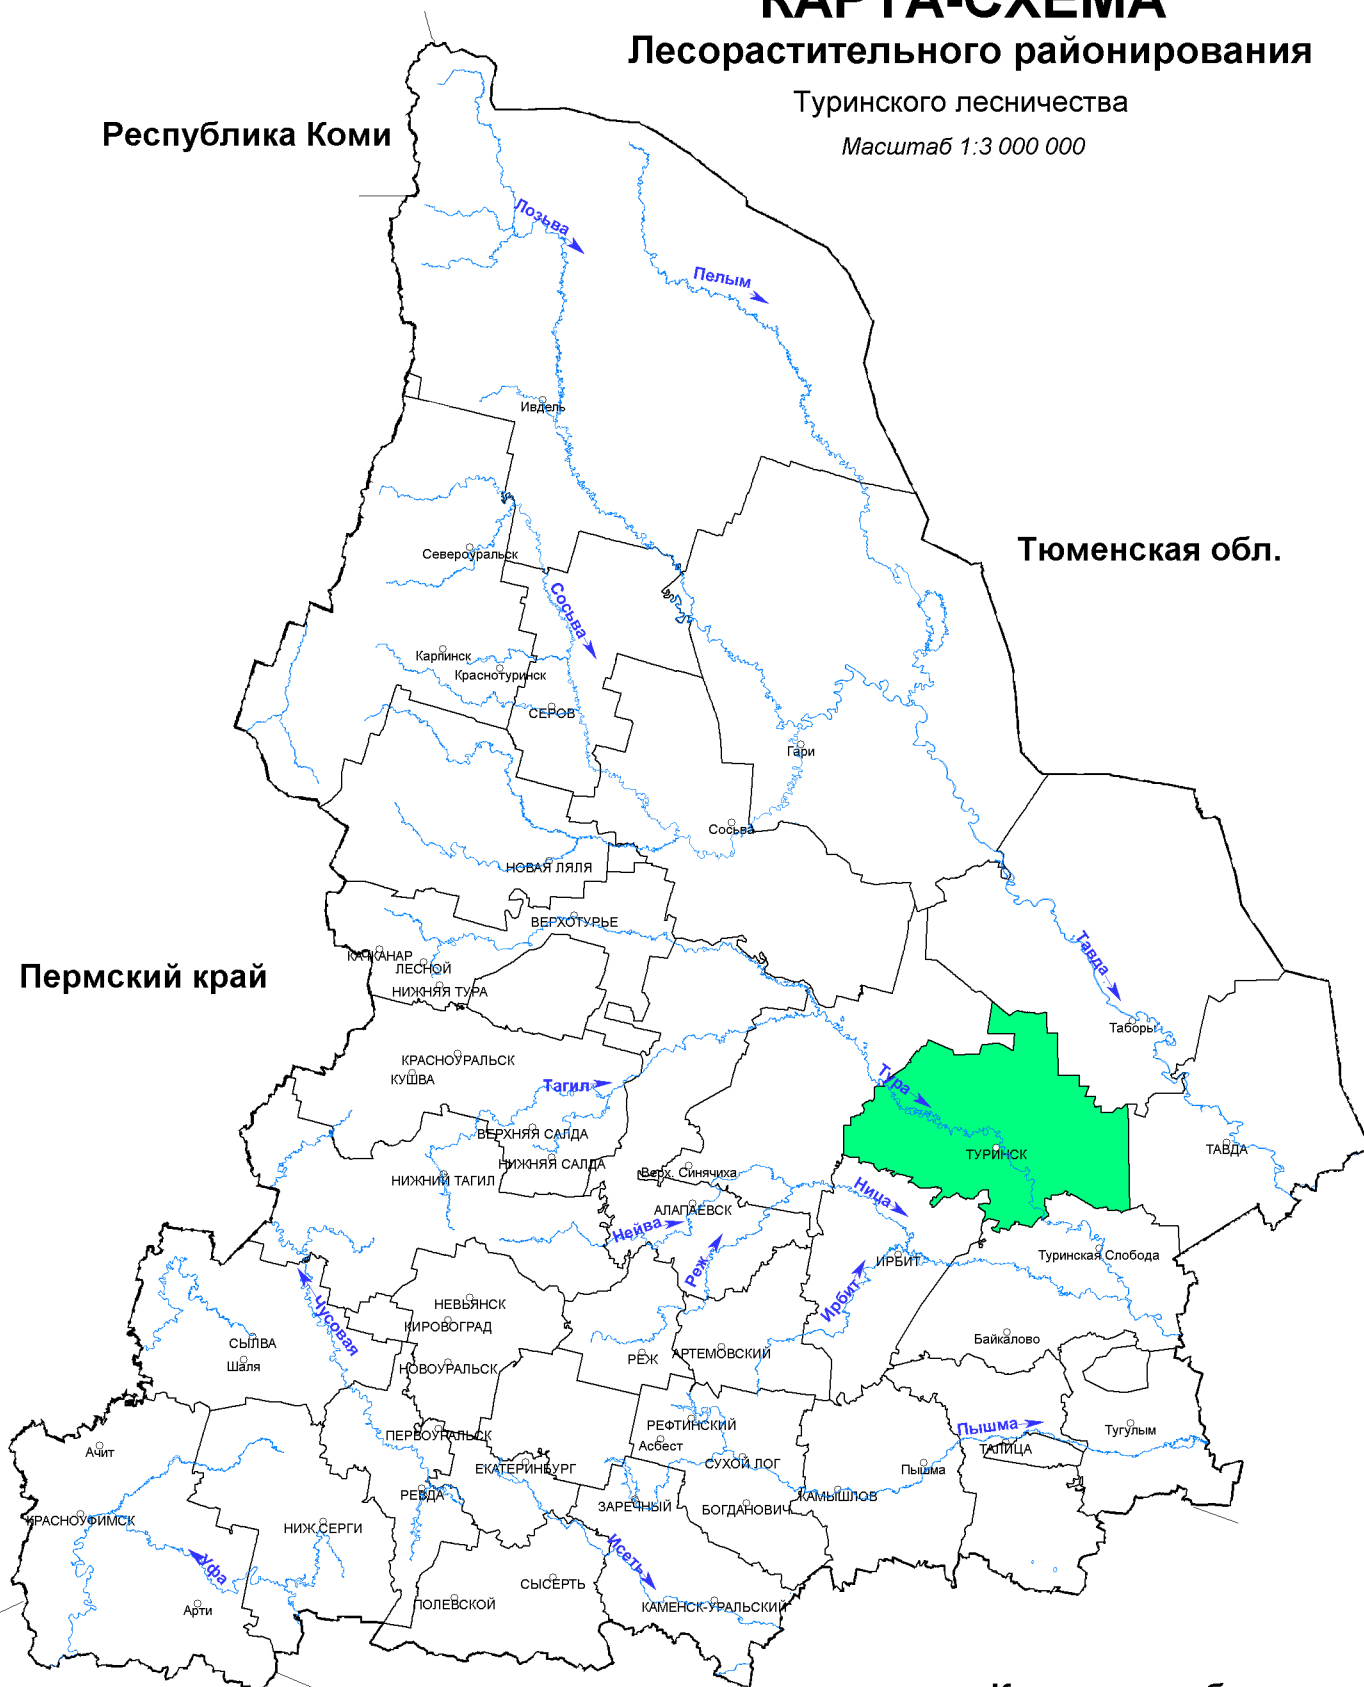 КАРТА-СХЕМА
Лесорастительного районирования
Туринского лесничества
Масштаб 1:3 000 000
Республика Коми
Лозьва
Пелым
Ивдель
Североуральск
Тюменская обл.
Сосьва
Карпинск
Краснотуринск
СЕРОВ
Гари
Сосьва
НОВАЯ ЛЯЛЯ
ВЕРХОТУРЬЕ
Тавда
КАЧКАНАР
ЛЕСНОЙ
Пермский край
НИЖНЯЯ ТУРА
Таборы
КРАСНОУРАЛЬСК
КУШВА
Тагил
Тура
ВЕРХНЯЯ САЛДА
НИЖНЯЯ САЛДА
ТУРИНСК
ТАВДА
НИЖНИЙ ТАГИЛ
Верх. Синячиха
Ница
АЛАПАЕВСК
Нейва
Реж
ИРБИТ
Туринская Слобода
Ирбит
НЕВЬЯНСК
Чусовая
КИРОВОГРАД
СЫЛВА
Шаля
НОВОУРАЛЬСК
РЕЖ
АРТЕМОВСКИЙ
Байкалово
РЕФТИНСКИЙ
Пышма
Тугулым
ПЕРВОУРАЛЬСК
Асбест
ТАЛИЦА
Ачит
ЕКАТЕРИНБУРГ
СУХОЙ ЛОГ
Пышма
РЕВДА
ЗАРЕЧНЫЙ
БОГДАНОВИЧ
КАМЫШЛОВ
КРАСНОУФИМСК
НИЖ.СЕРГИ
Уфа
Исеть
СЫСЕРТЬ
Арти
ПОЛЕВСКОЙ
КАМЕНСК-УРАЛЬСКИЙ